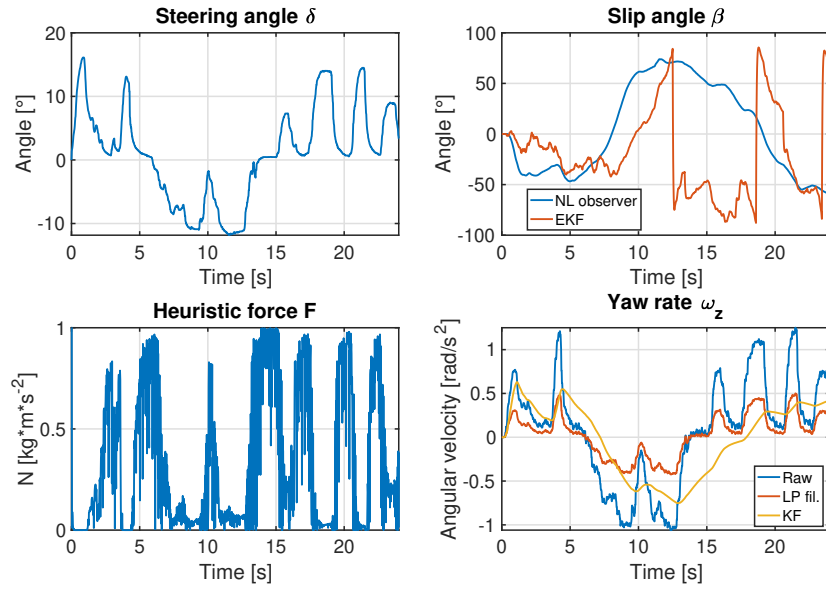 Steering angle δ
20
10
0
-10
0
5
10
15
20
Angle [°]
Time [s]
Slip angle β
100
50
0
-50
-100
0
5
10
15
20
Angle [°]
NL observer
EKF
Time [s]
Heuristic force F
1
0.5
0
0
5
10
15
20
N [kg*m*s-2]
Time [s]
Yaw rate ωz
1
0.5
0
-0.5
-1
0
5
10
15
20
Angular velocity [rad/s2]
Raw
LP fil.
KF
Time [s]